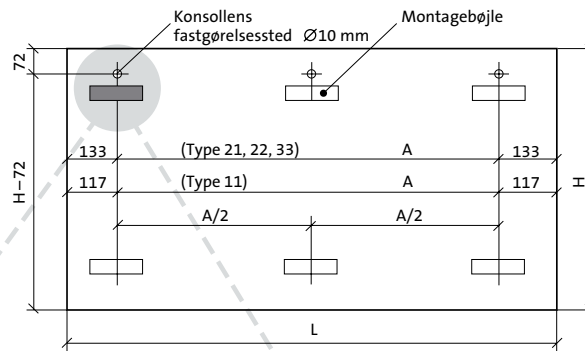 Konsollens
fastgørelsessted Ø10 mm
Montagebøjle
72
133 (Type 21, 22, 33) A 133
117 (Type 11) A 117
H–72
H
A/2 A/2
L